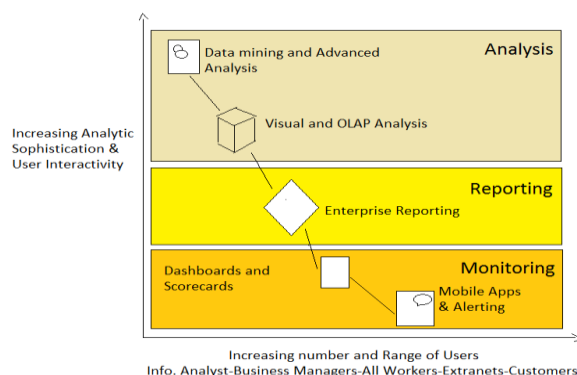 Analysis
Data mining and Advanced
Analysis
Increasing Analytic
Sophistication &
User Interactivity
Visual and OLAP Analysis
Reporting
Enterprise Reporting
Monitoring
Dashboards and
Scorecards
Mobile Apps
& Alerting
Increasing number and Range of Users
Info. Analyst-Business Managers-All Workers-Extranets-Customers